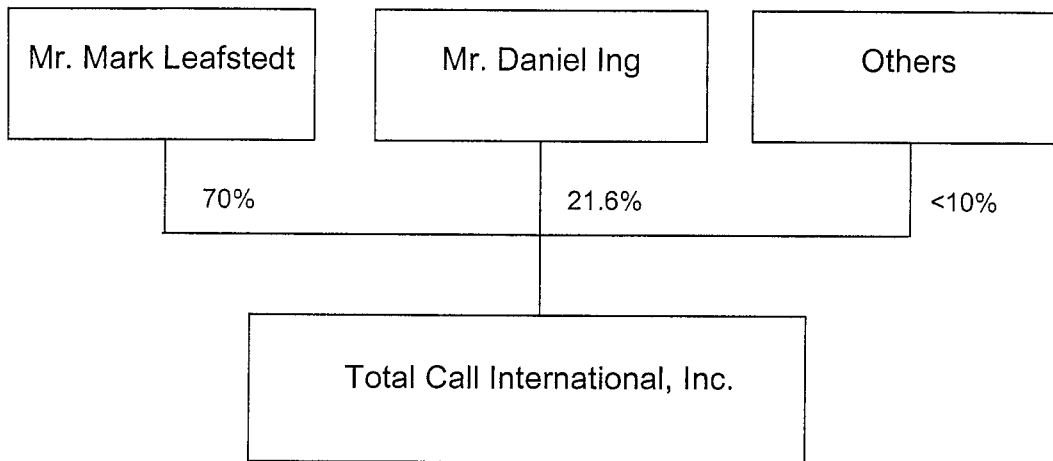 Mr. Mark Leafstedt
Mr. Daniel Ing
Others
70%
21.6%
<10%
Total Call International, Inc.